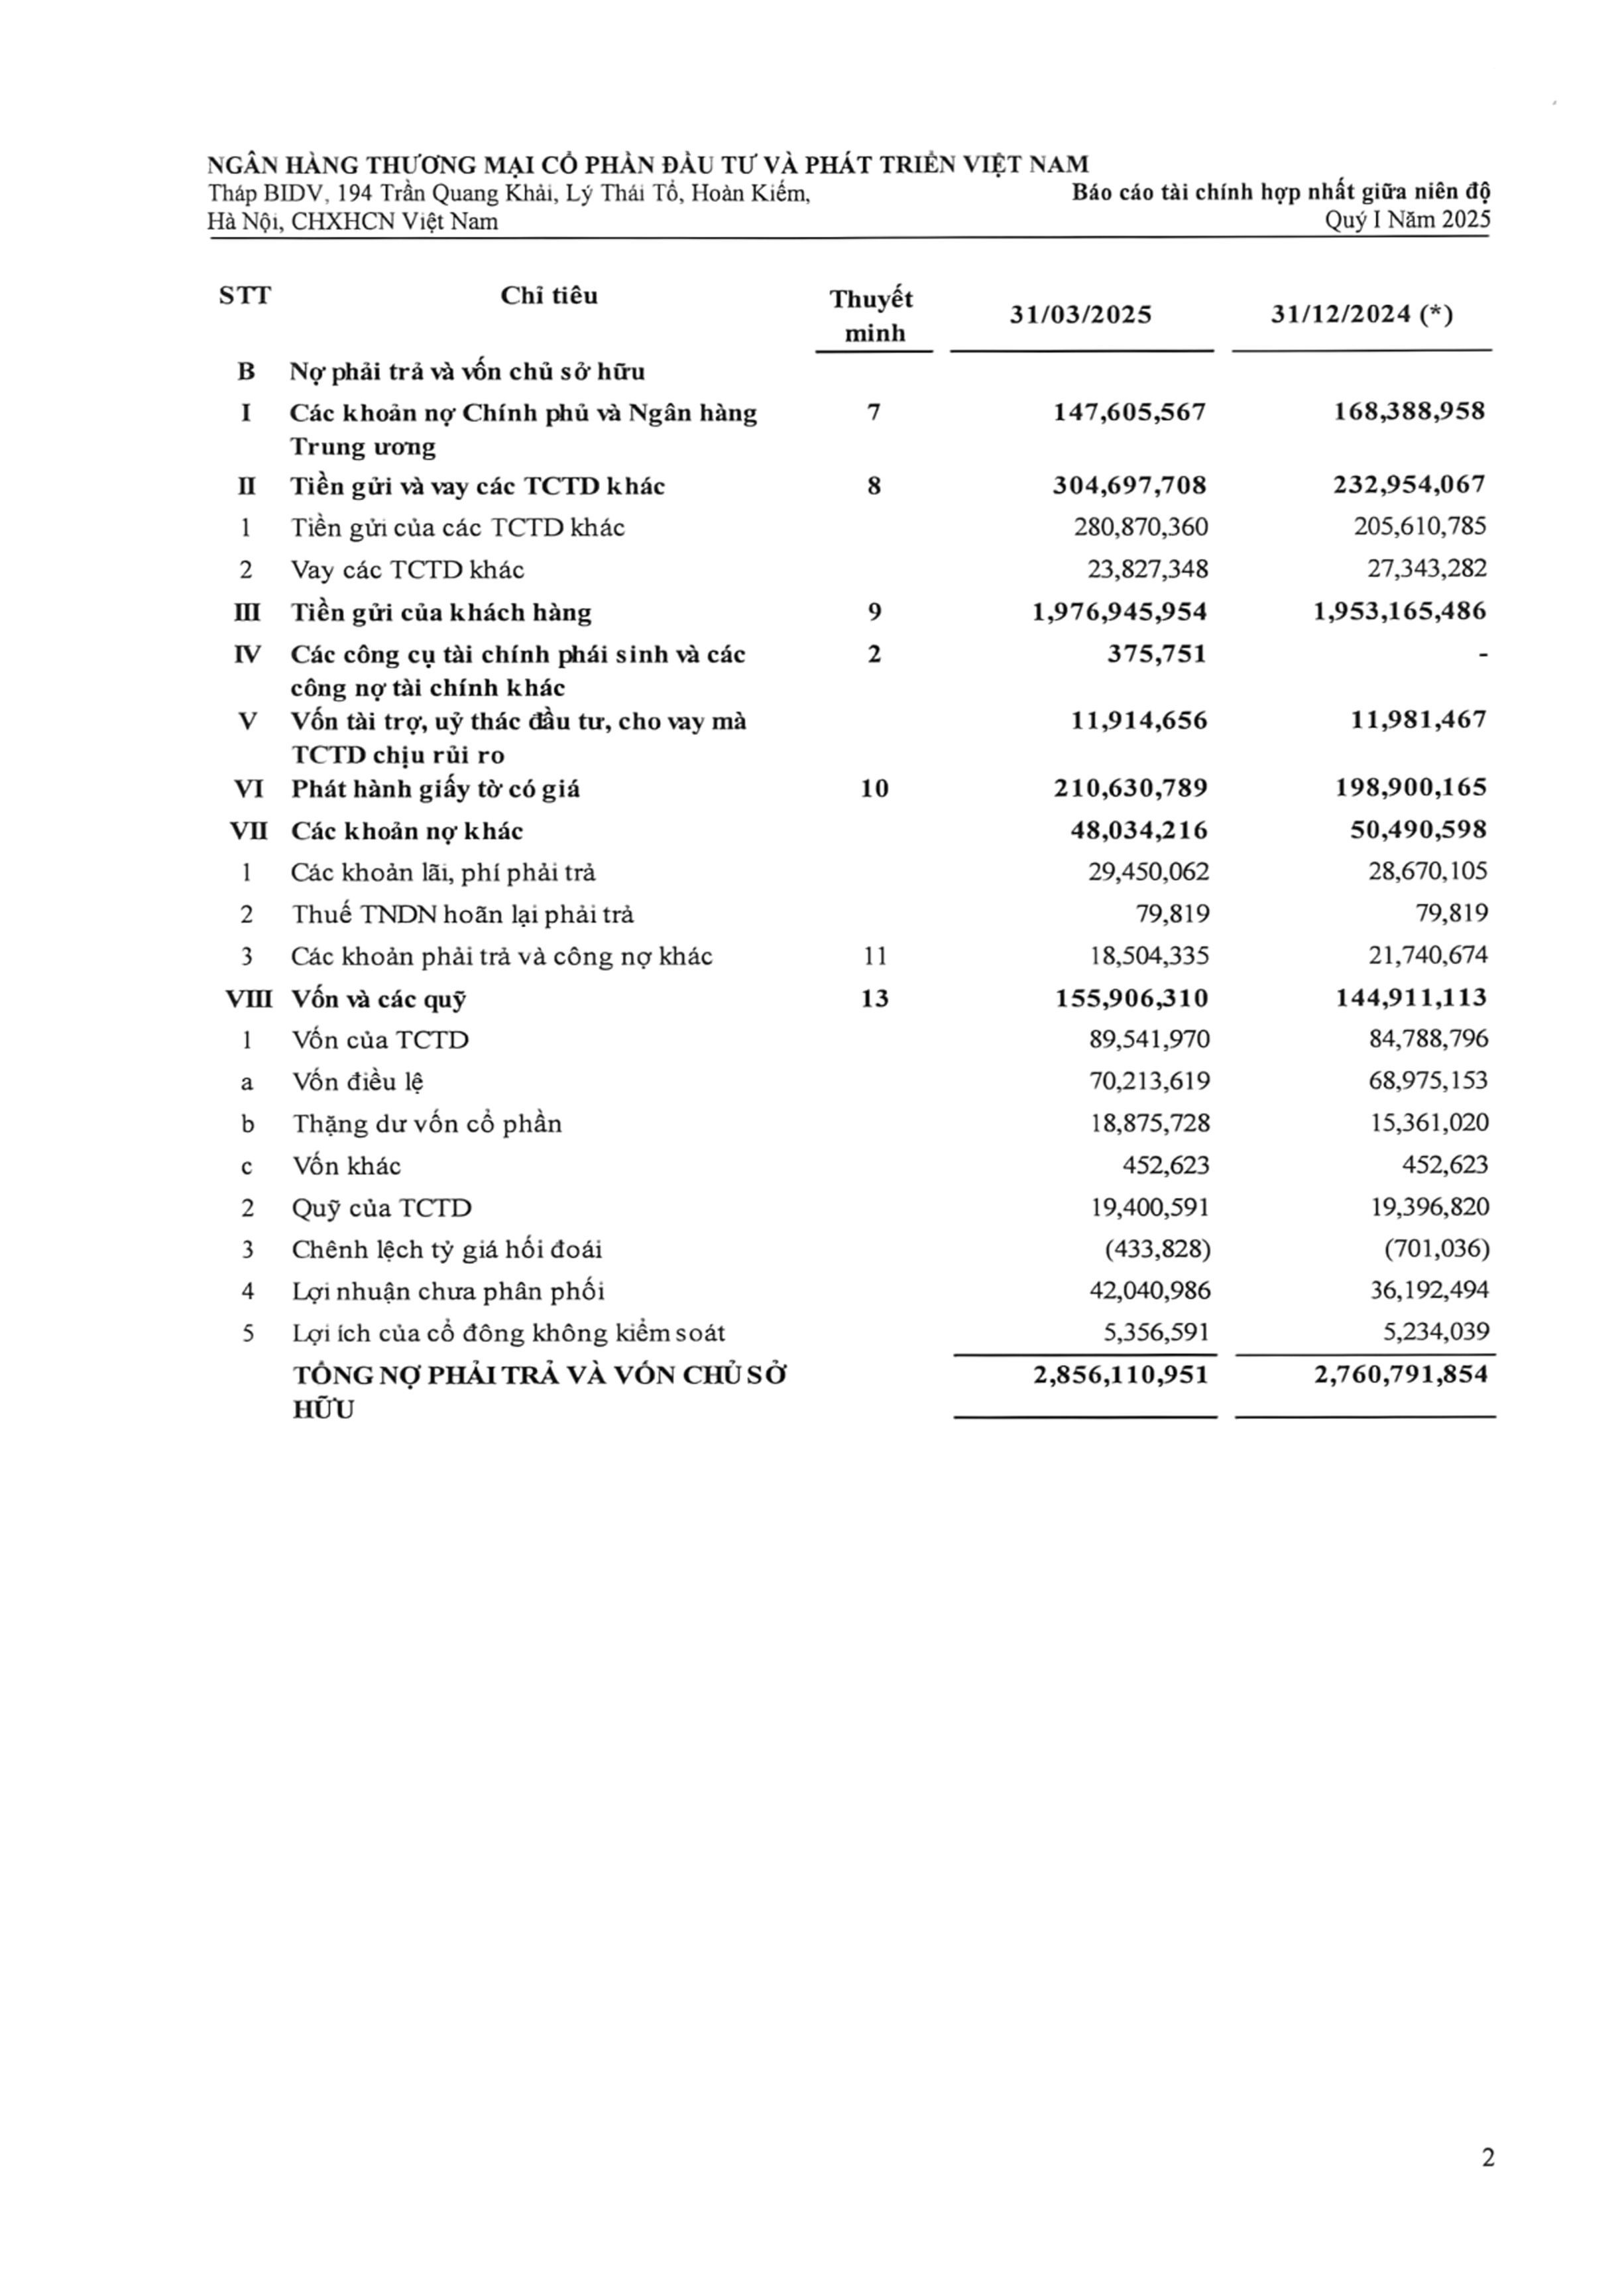 NGÂN HÀNG THƯƠNG MẠI CỔ PHẦN ĐẦU TƯ VÀ PHÁT TRIỂN VIỆT NAM
Tháp BIDV, 194 Trần Quang Khải, Lý Thái Tổ, Hoàn Kiếm, Báo cáo tài chính hợp nhất giữa niên độ
Hà Nội, CHXHCN Việt Nam Quý I Năm 2025
STT Chỉ tiêu Thuyết minh 31/03/2025 31/12/2024 (*)
B Nợ phải trả và vốn chủ sở hữu
I Các khoản nợ Chính phủ và Ngân hàng 7 147,605,567 168,388,958
Trung ương
II Tiền gửi và vay các TCTD khác 8 304,697,708 232,954,067
1 Tiền gửi của các TCTD khác 280,870,360 205,610,785
2 Vay các TCTD khác 23,827,348 27,343,282
III Tiền gửi của khách hàng 9 1,976,945,954 1,953,165,486
IV Các công cụ tài chính phái sinh và các 2 375,751 -
công nợ tài chính khác
V Vốn tài trợ, uỷ thác đầu tư, cho vay mà 11,914,656 11,981,467
TCTD chịu rủi ro
VI Phát hành giấy tờ có giá 10 210,630,789 198,900,165
VII Các khoản nợ khác 48,034,216 50,490,598
1 Các khoản lãi, phí phải trả 29,450,062 28,670,105
2 Thuế TNDN hoãn lại phải trả 79,819 79,819
3 Các khoản phải trả và công nợ khác 11 18,504,335 21,740,674
VIII Vốn và các quỹ 13 155,906,310 144,911,113
1 Vốn của TCTD 89,541,970 84,788,796
a Vốn điều lệ 70,213,619 68,975,153
b Thặng dư vốn cổ phần 18,875,728 15,361,020
c Vốn khác 452,623 452,623
2 Quỹ của TCTD 19,400,591 19,396,820
3 Chênh lệch tỷ giá hối đoái (433,828) (701,036)
4 Lợi nhuận chưa phân phối 42,040,986 36,192,494
5 Lợi ích của cổ đông không kiểm soát 5,356,591 5,234,039
TỔNG NỢ PHẢI TRẢ VÀ VỐN CHỦ SỞ 2,856,110,951 2,760,791,854
HỮU
2